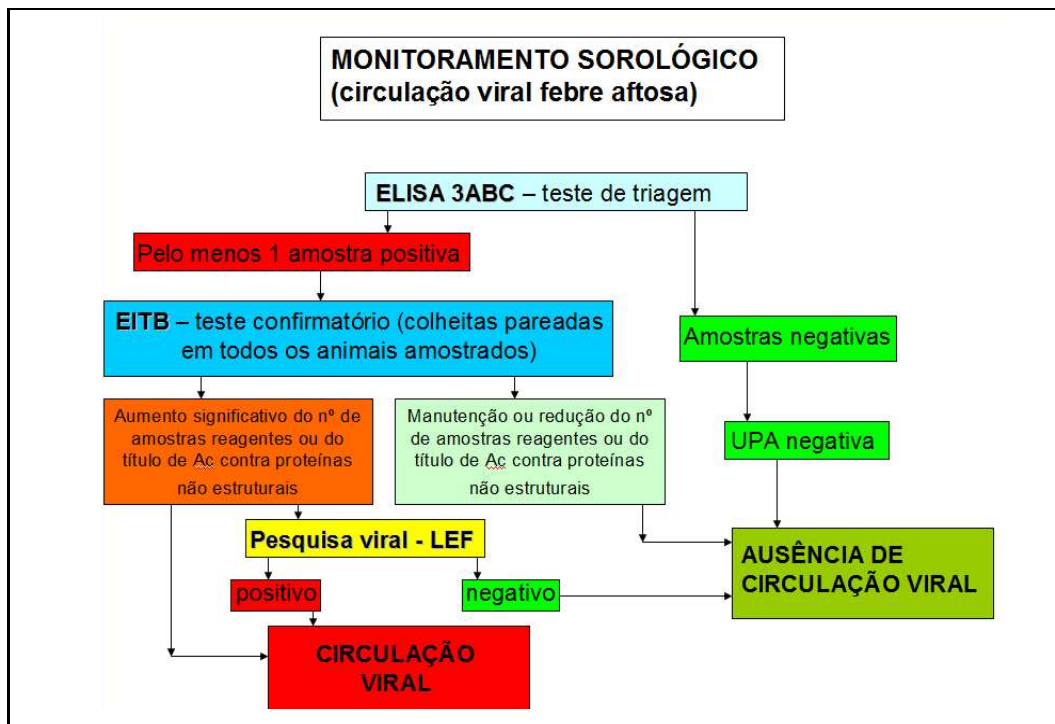 MONITORAMENTO SOROLÓGICO
(circulação viral febre aftosa)
ELISA 3ABC – teste de triagem
Pelo menos 1 amostra positiva
EITB – teste confirmatório (colheitas pareadas
em todos os animais amostrados)
Amostras negativas
Aumento significativo do nº de
amostras reagentes ou do
título de Ac contra proteínas
não estruturais
Manutenção ou redução do nº
de amostras reagentes ou do
título de Ac contra proteínas
não estruturais
UPA negativa
Pesquisa viral - LEF
positivo
negativo
AUSÊNCIA DE
CIRCULAÇÃO VIRAL
CIRCULAÇÃO
VIRAL